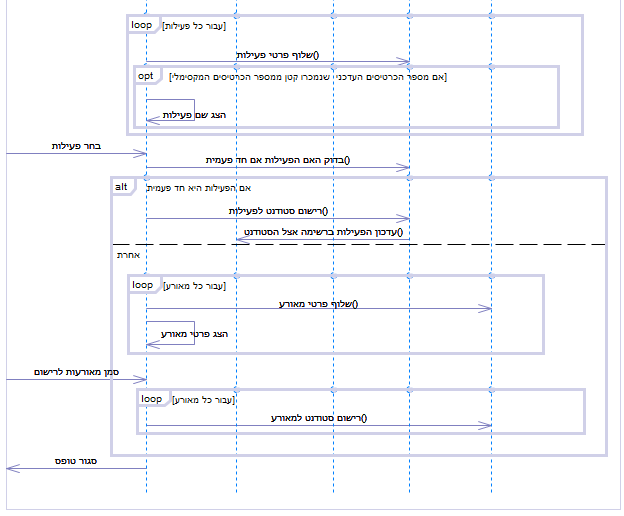 loop [עבור כל פעילות]
שלוף פרטי פעילות()
opt [אם מספר הכרטיסים העדכני שנמכרו קטן ממספר הכרטיסים המקסימלי]
הצג שם פעילות
בחר פעילות
בדוק האם הפעילות אם חד פעמית()
alt אם הפעילות היא חד פעמית
רישום סטודנט לפעילות()
עדכון הפעילות ברשימה אצל הסטודנט()
אחרת
loop [עבור כל מאורע]
שלוף פרטי מאורע()
הצג פרטי מאורע
סמן מאורעות לרישום
loop [עבור כל מאורע]
רישום סטודנט למאורע()
סגור טופס